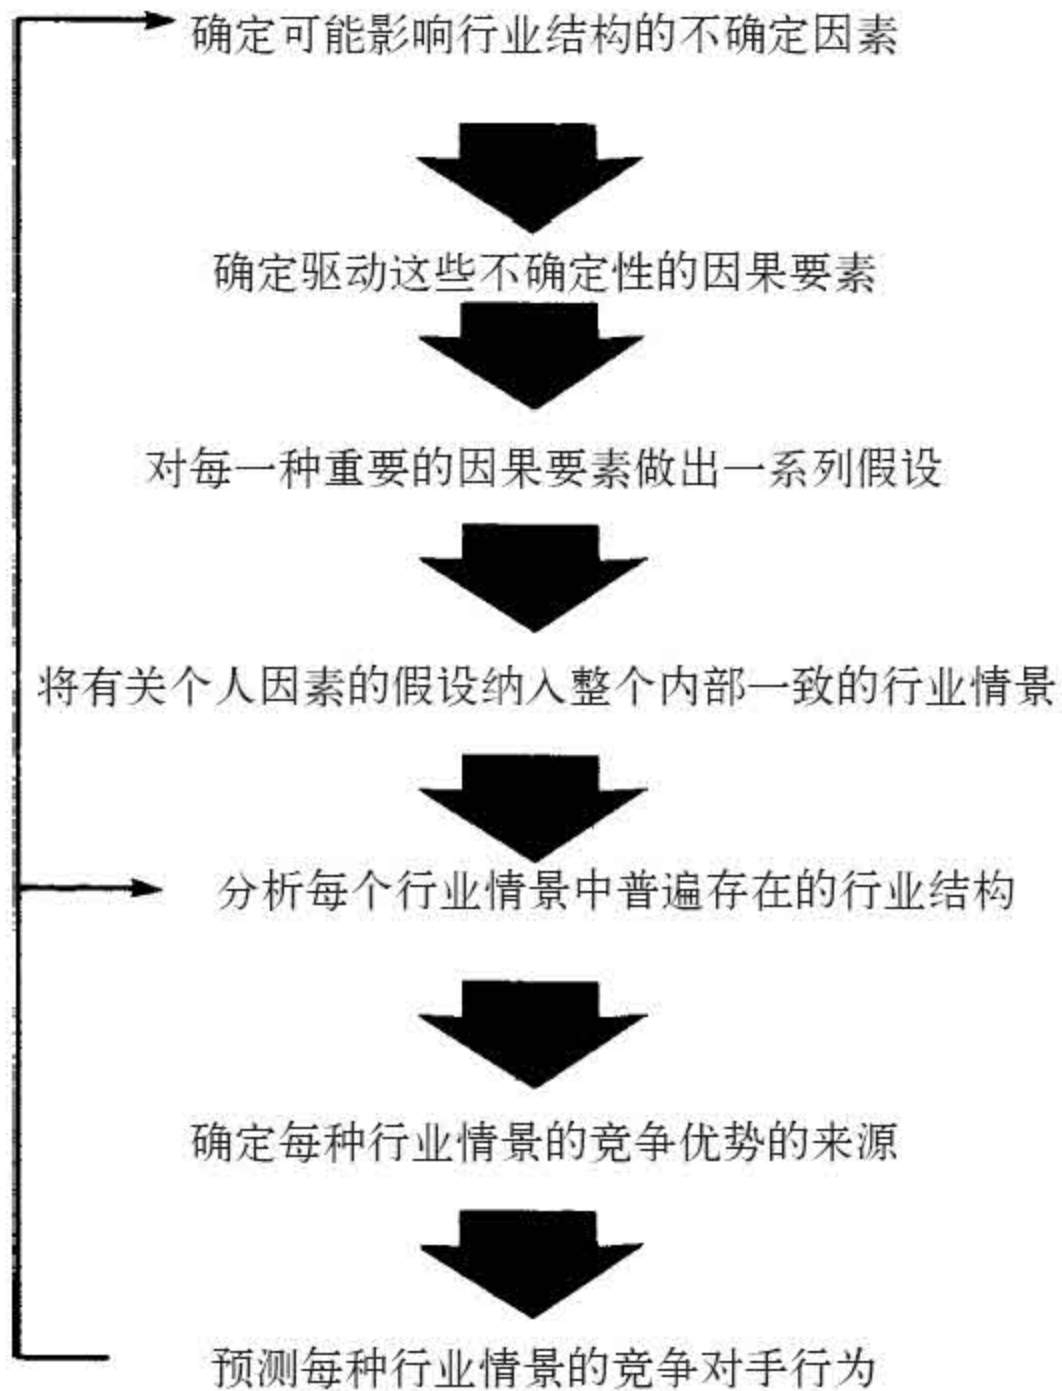 确定可能影响行业结构的不确定因素
确定驱动这些不确定性的因果要素
对每一种重要的因果要素做出一系列假设
将有关个人因素的假设纳入整个内部一致的行业情景
分析每个行业情景中普遍存在的行业结构
确定每种行业情景的竞争优势的来源
预测每种行业情景的竞争对手行为